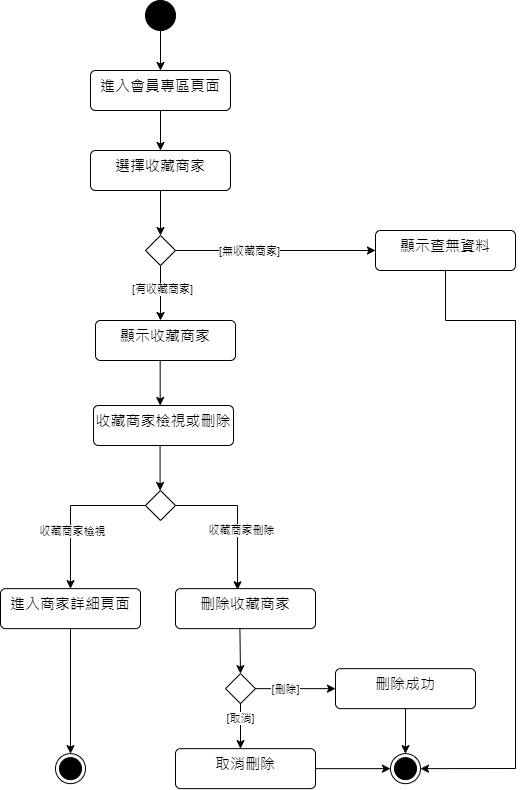 進入會員專區頁面
選擇收藏商家
[無收藏商家]
顯示查無資料
[有收藏商家]
顯示收藏商家
收藏商家檢視或刪除
收藏商家檢視
收藏商家刪除
進入商家詳細頁面
刪除收藏商家
[刪除]
刪除成功
[取消]
取消刪除